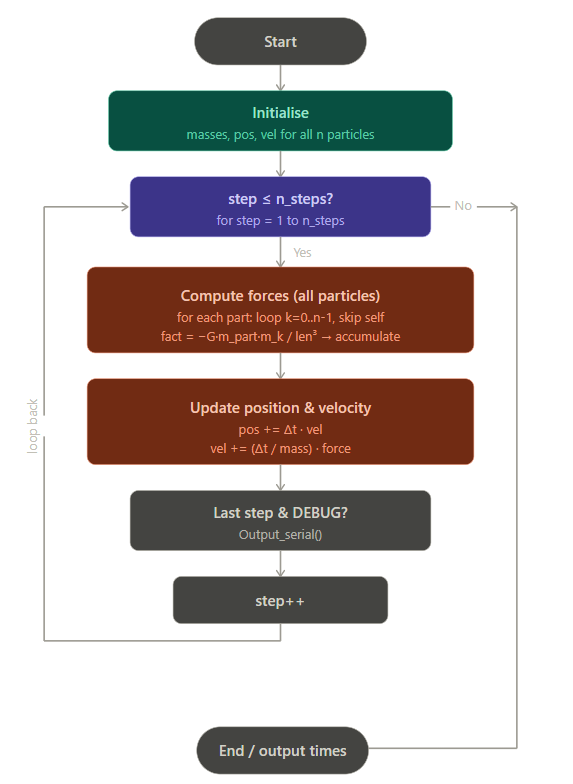 Start
Initialise
masses, pos, vel for all n particles
step ≤ n_steps?
for step = 1 to n_steps
No
Yes
Compute forces (all particles)
for each part: loop k=0..n-1, skip self
fact = −G·m_part·m_k / len³ → accumulate
Update position & velocity
pos += Δt · vel
vel += (Δt / mass) · force
loop back
Last step & DEBUG?
Output_serial()
step++
End / output times